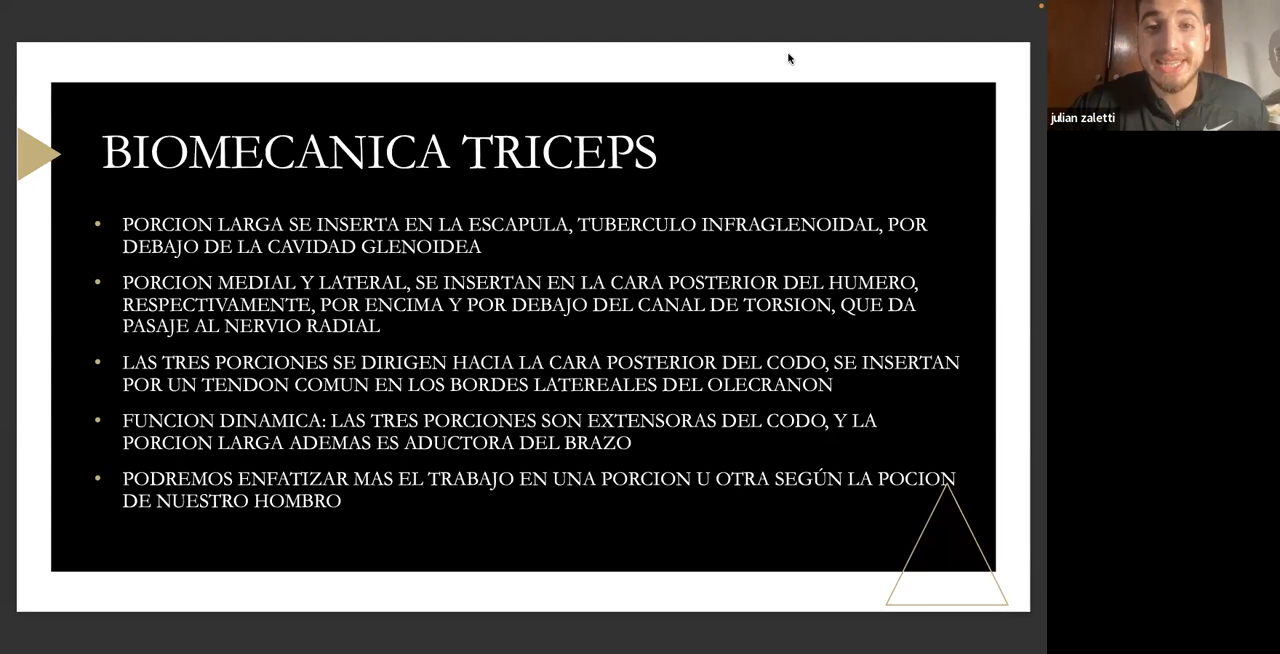 BIOMECANICA TRICEPS
• PORCION LARGA SE INSERTA EN LA ESCAPULA, TUBERCULO INFRAGLENOIDAL, POR
DEBAJO DE LA CAVIDAD GLENOIDEA
• PORCION MEDIAL Y LATERAL, SE INSERTAN EN LA CARA POSTERIOR DEL HUMERO,
RESPECTIVAMENTE, POR ENCIMA Y POR DEBAJO DEL CANAL DE TORSION, QUE DA
PASAJE AL NERVIO RADIAL
• LAS TRES PORCIONES SE DIRIGEN HACIA LA CARA POSTERIOR DEL CODO, SE INSERTAN
POR UN TENDON COMUN EN LOS BORDES LATEREALES DEL OLECRANON
• FUNCION DINAMICA: LAS TRES PORCIONES SON EXTENSORAS DEL CODO, Y LA
PORCION LARGA ADEMAS ES ADUCTORA DEL BRAZO
• PODREMOS ENFATIZAR MAS EL TRABAJO EN UNA PORCION U OTRA SEGÚN LA POCION
DE NUESTRO HOMBRO
julian zaletti